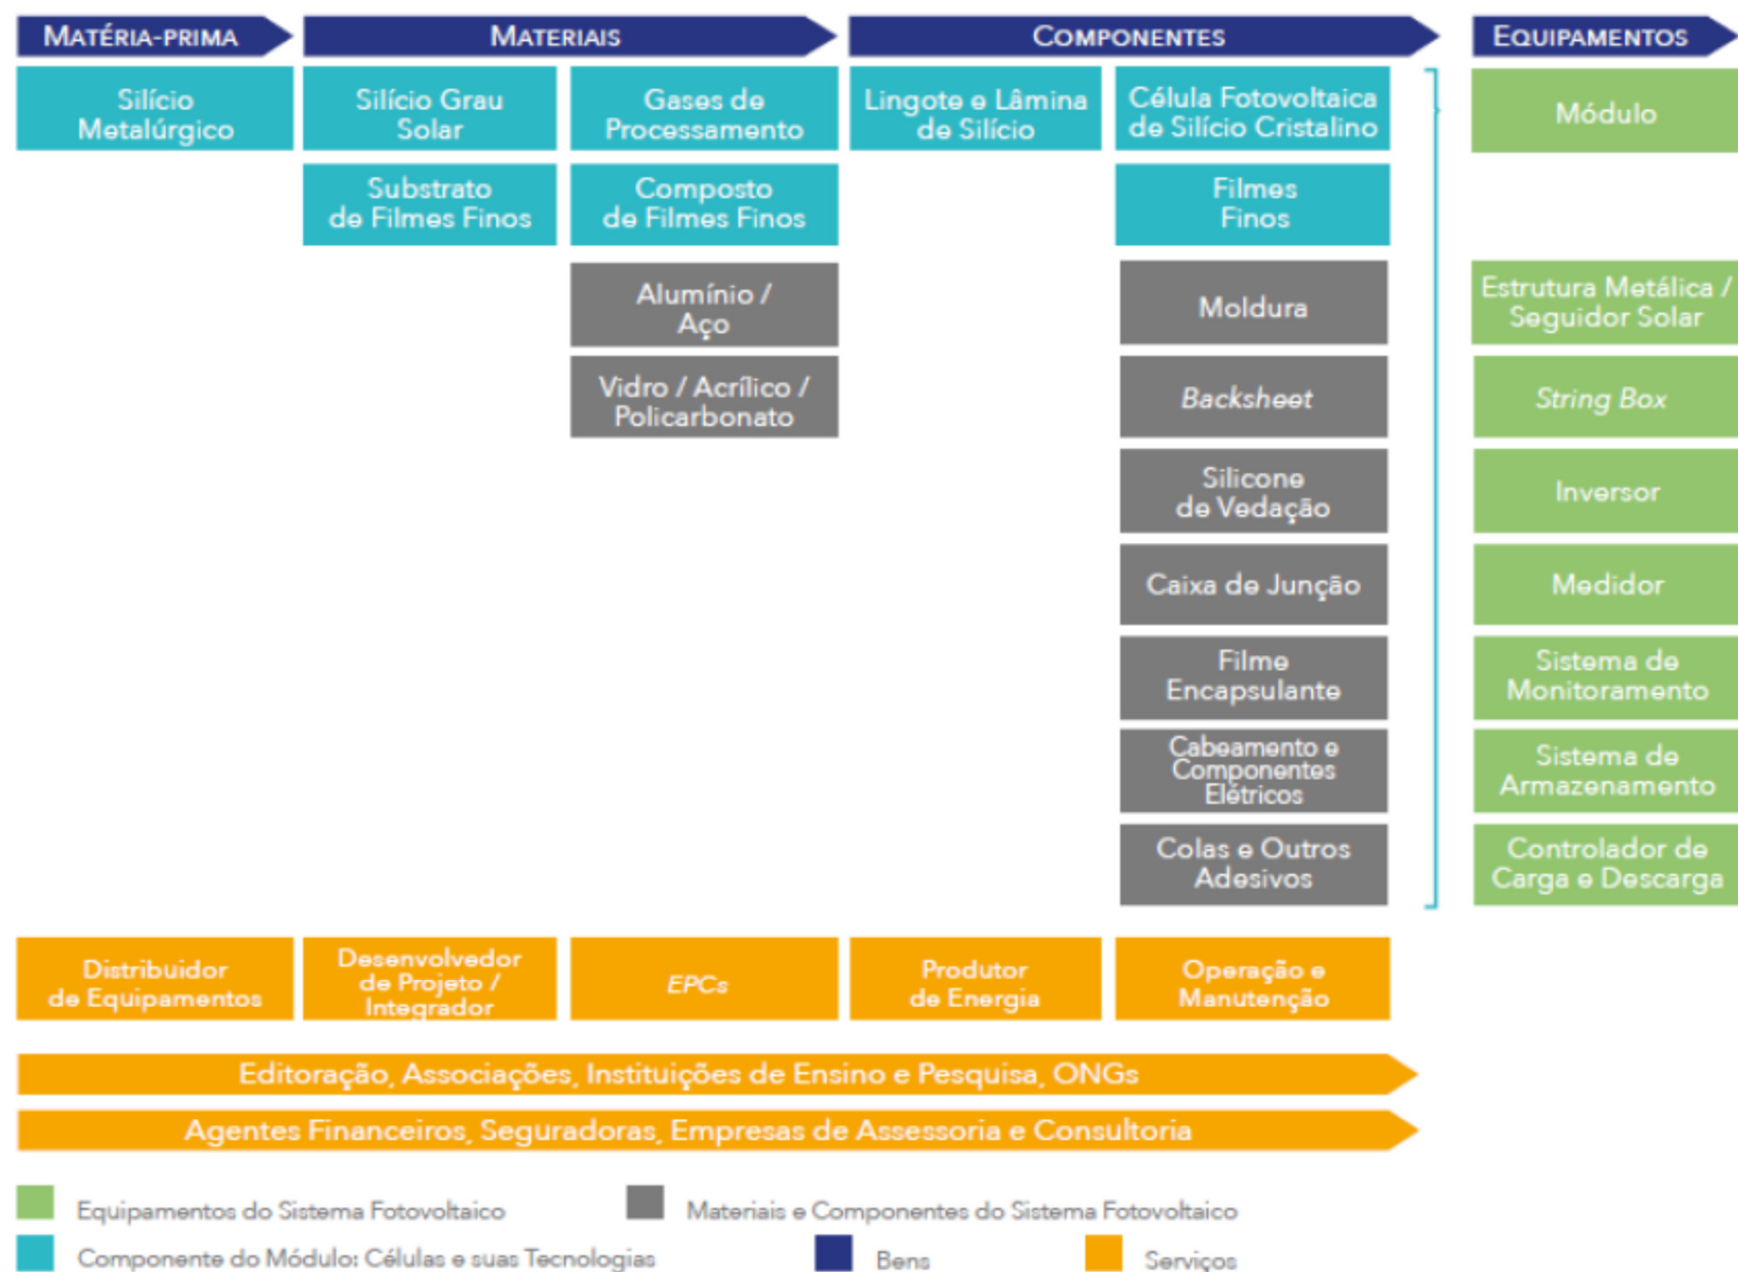 MATÉRIA-PRIMA
MATERIAIS
COMPONENTES
EQUIPAMENTOS
Silício
Metalúrgico
Silício Grau
Solar
Gases de
Processamento
Lingote e Lâmina
de Silício
Célula Fotovoltaica
de Silício Cristalino
Módulo
Substrato
de Filmes Finos
Composto
de Filmes Finos
Filmes
Finos
Alumínio /
Aço
Moldura
Estrutura Metálica /
Seguidor Solar
Vidro / Acrílico /
Policarbonato
Backsheet
String Box
Silicone
de Vedação
Inversor
Caixa de Junção
Medidor
Filme
Encapsulante
Sistema de
Monitoramento
Cabeamento e
Componentes
Elétricos
Sistema de
Armazenamento
Colas e Outros
Adesivos
Controlador de
Carga e Descarga
Distribuidor
de Equipamentos
Desenvolvedor
de Projeto /
Integrador
EPCs
Produtor
de Energia
Operação e
Manutenção
Editoração, Associações, Instituições de Ensino e Pesquisa, ONGs
Agentes Financeiros, Seguradoras, Empresas de Assessoria e Consultoria
Equipamentos do Sistema Fotovoltaico
Materiais e Componentes do Sistema Fotovoltaico
Componente do Módulo: Células e suas Tecnologias
Bens
Serviços